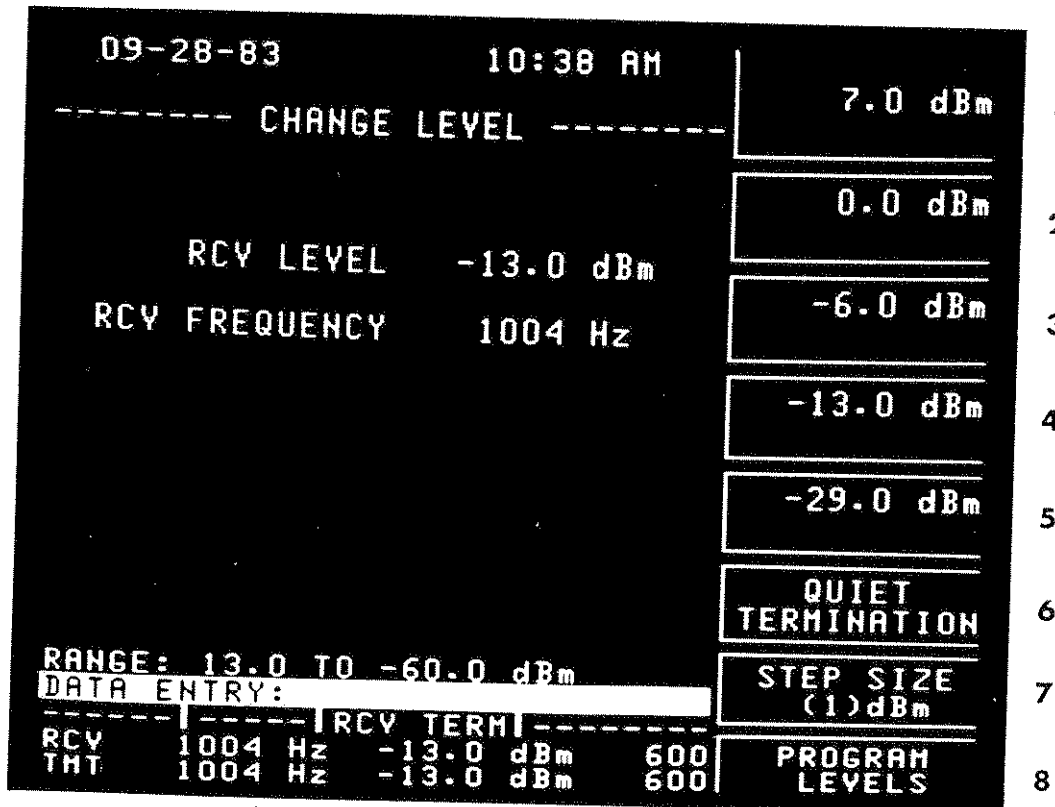 09-28-83 10:38 AM
-------- CHANGE LEVEL --------
RCV LEVEL -13.0 dBm
RCV FREQUENCY 1004 Hz
RANGE: 13.0 TO -60.0 dBm
DATA ENTRY:
------ ----- RCV TERM --------
RCV 1004 Hz -13.0 dBm 600
TMT 1004 Hz -13.0 dBm 600
7.0 dBm
0.0 dBm
2
-6.0 dBm
3
-13.0 dBm
4
-29.0 dBm
5
QUIET
TERMINATION
6
STEP SIZE
(1)dBm
7
PROGRAM
LEVELS
8